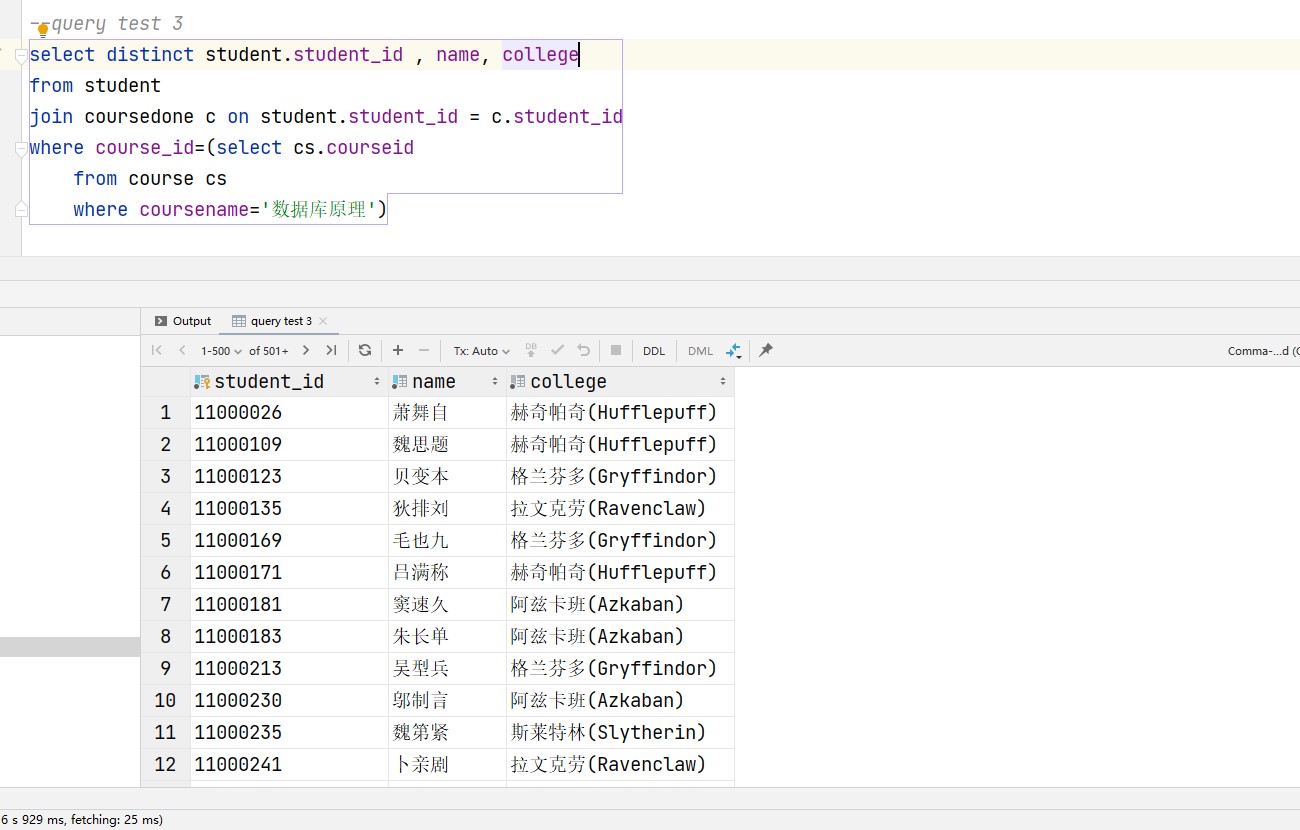 --query test 3
select distinct student.student_id , name, college
from student
join coursedone c on student.student_id = c.student_id
where course_id=(select cs.courseid
from course cs
where coursename='数据库原理')
Output query test 3
1-500 of 501+ Tx: Auto DB DDL DML Comma-...d (
student_id name college
1 11000026 萧舞自 赫奇帕奇(Hufflepuff)
2 11000109 魏思题 赫奇帕奇(Hufflepuff)
3 11000123 贝变本 格兰芬多(Gryffindor)
4 11000135 狄排刘 拉文克劳(Ravenclaw)
5 11000169 毛也九 格兰芬多(Gryffindor)
6 11000171 吕满称 赫奇帕奇(Hufflepuff)
7 11000181 窦速久 阿兹卡班(Azkaban)
8 11000183 朱长单 阿兹卡班(Azkaban)
9 11000213 吴型兵 格兰芬多(Gryffindor)
10 11000230 邬制言 阿兹卡班(Azkaban)
11 11000235 魏第紧 斯莱特林(Slytherin)
12 11000241 卜亲剧 拉文克劳(Ravenclaw)
6 s 929 ms, fetching: 25 ms)